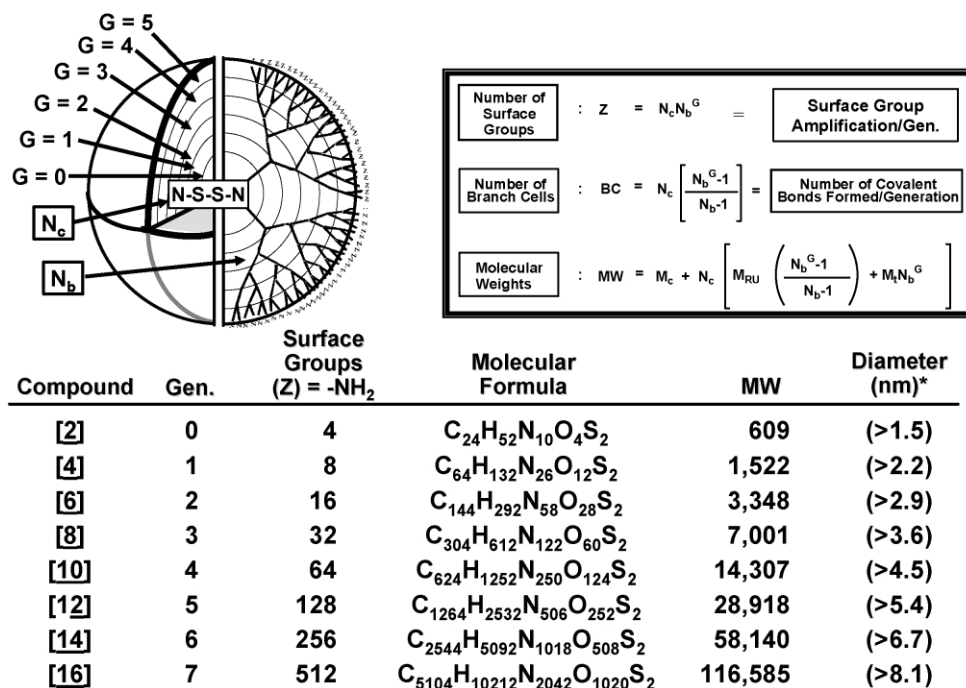 G = 5
G = 4
G = 3
G = 2
G = 1
G = 0
N-S-S-N
N_c
N_b
Number of Surface Groups : Z = N_cN_b^G = Surface Group Amplification/Gen.
Number of Branch Cells : BC = N_c [ N_b^G-1 / N_b-1 ] = Number of Covalent Bonds Formed/Generation
Molecular Weights : MW = M_c + N_c [ M_RU ( N_b^G-1 / N_b-1 ) + M_tN_b^G ]
Compound Gen. Surface Groups (Z) = -NH₂ Molecular Formula MW Diameter (nm)*
[2] 0 4 C₂₄H₅₂N₁₀O₄S₂ 609 (>1.5)
[4] 1 8 C₆₄H₁₃₂N₂₆O₁₂S₂ 1,522 (>2.2)
[6] 2 16 C₁₄₄H₂₉₂N₅₈O₂₈S₂ 3,348 (>2.9)
[8] 3 32 C₃₀₄H₆₁₂N₁₂₂O₆₀S₂ 7,001 (>3.6)
[10] 4 64 C₆₂₄H₁₂₅₂N₂₅₀O₁₂₄S₂ 14,307 (>4.5)
[12] 5 128 C₁₂₆₄H₂₅₃₂N₅₀₆O₂₅₂S₂ 28,918 (>5.4)
[14] 6 256 C₂₅₄₄H₅₀₉₂N₁₀₁₈O₅₀₈S₂ 58,140 (>6.7)
[16] 7 512 C₅₁₀₄H₁₀₂₁₂N₂₀₄₂O₁₀₂₀S₂ 116,585 (>8.1)